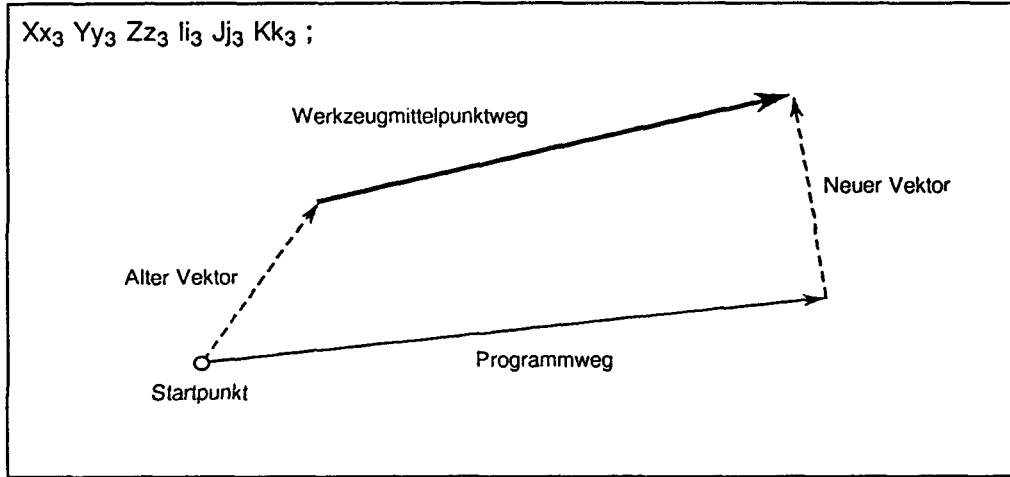 Xx₃ Yy₃ Zz₃ Ii₃ Jj₃ Kk₃ ;
Werkzeugmittelpunktweg
Neuer Vektor
Alter Vektor
Programmweg
Startpunkt